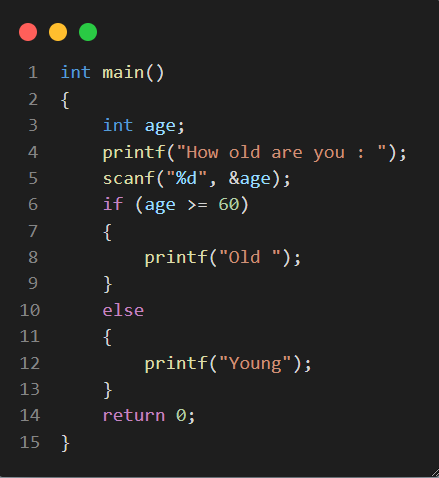 1 int main()
2 {
3     int age;
4     printf("How old are you : ");
5     scanf("%d", &age);
6     if (age >= 60)
7     {
8         printf("Old ");
9     }
10     else
11     {
12         printf("Young");
13     }
14     return 0;
15 }